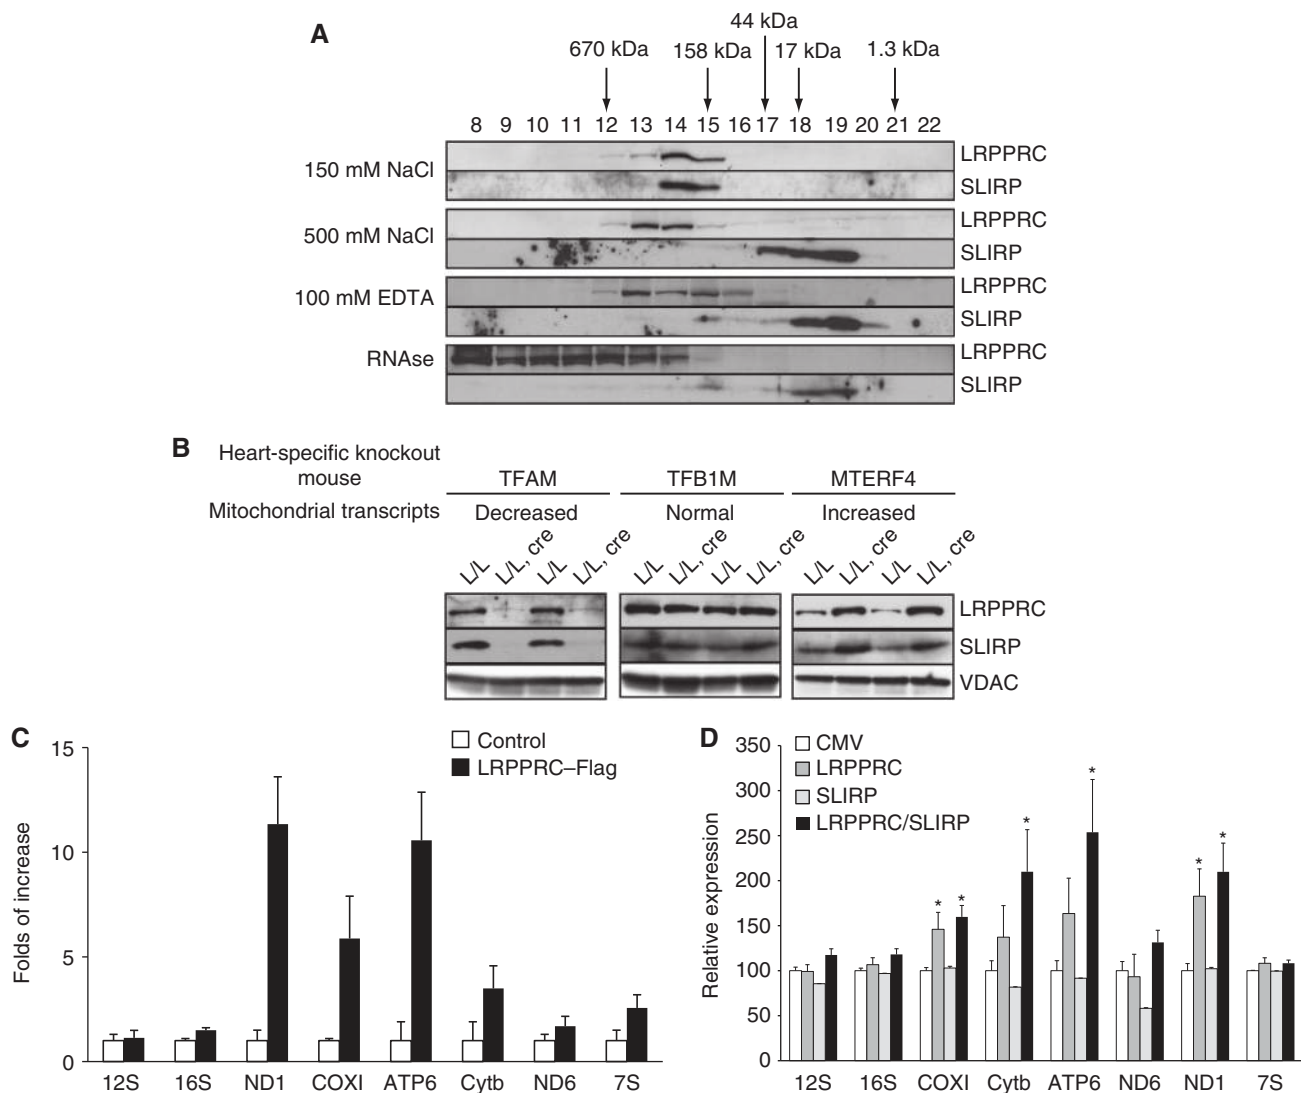 A
670 kDa
158 kDa
44 kDa
17 kDa
1.3 kDa
8 9 10 11 12 13 14 15 16 17 18 19 20 21 22
150 mM NaCl
LRPPRC
SLIRP
500 mM NaCl
LRPPRC
SLIRP
100 mM EDTA
LRPPRC
SLIRP
RNAse
LRPPRC
SLIRP
B
Heart-specific knockout
mouse
TFAM TFB1M MTERF4
Mitochondrial transcripts Decreased Normal Increased
L/L L/L, cre L/L L/L, cre L/L L/L, cre L/L L/L, cre L/L L/L, cre L/L L/L, cre
LRPPRC
SLIRP
VDAC
C
Folds of increase
15
10
5
0
Control
LRPPRC–Flag
12S 16S ND1 COXI ATP6 Cytb ND6 7S
D
Relative expression
350
300
250
200
150
100
50
0
CMV
LRPPRC
SLIRP
LRPPRC/SLIRP
* * * * * *
12S 16S COXI Cytb ATP6 ND6 ND1 7S